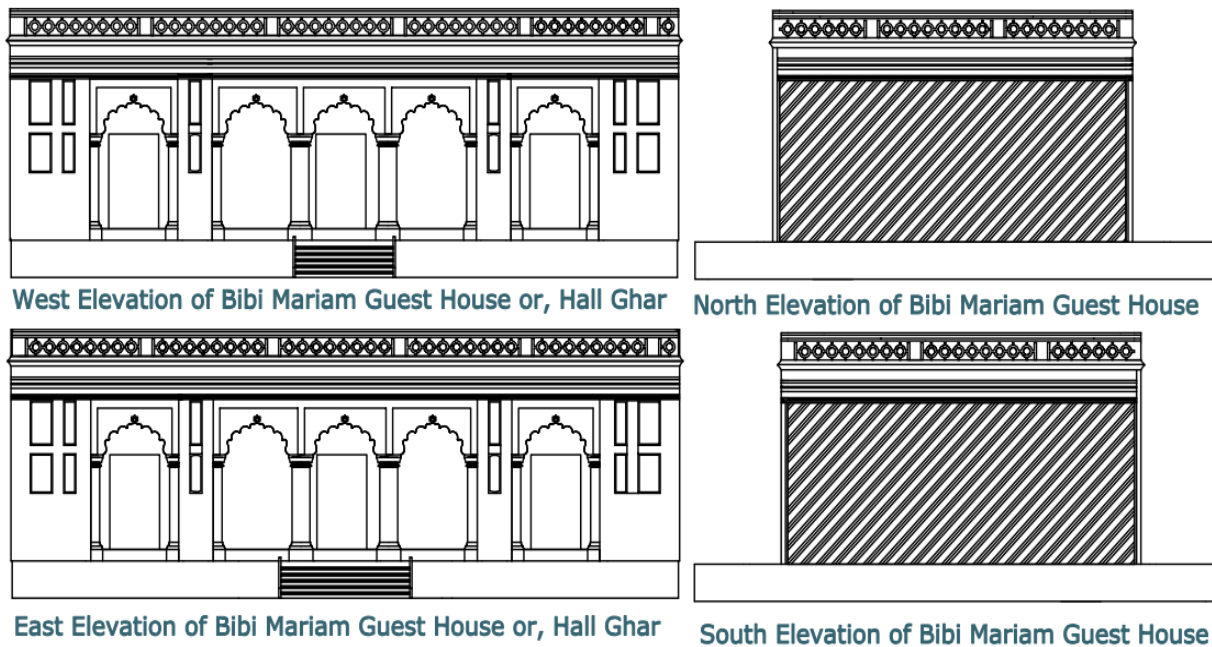 West Elevation of Bibi Mariam Guest House or, Hall Ghar
North Elevation of Bibi Mariam Guest House
East Elevation of Bibi Mariam Guest House or, Hall Ghar
South Elevation of Bibi Mariam Guest House